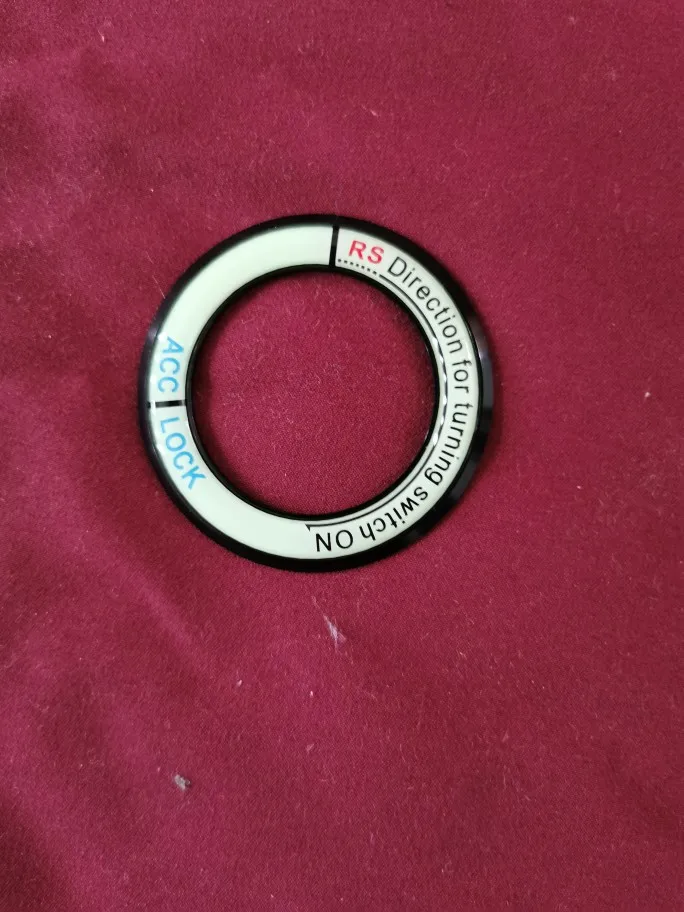 RS Direction for turning switch ON
LOCK
ACC